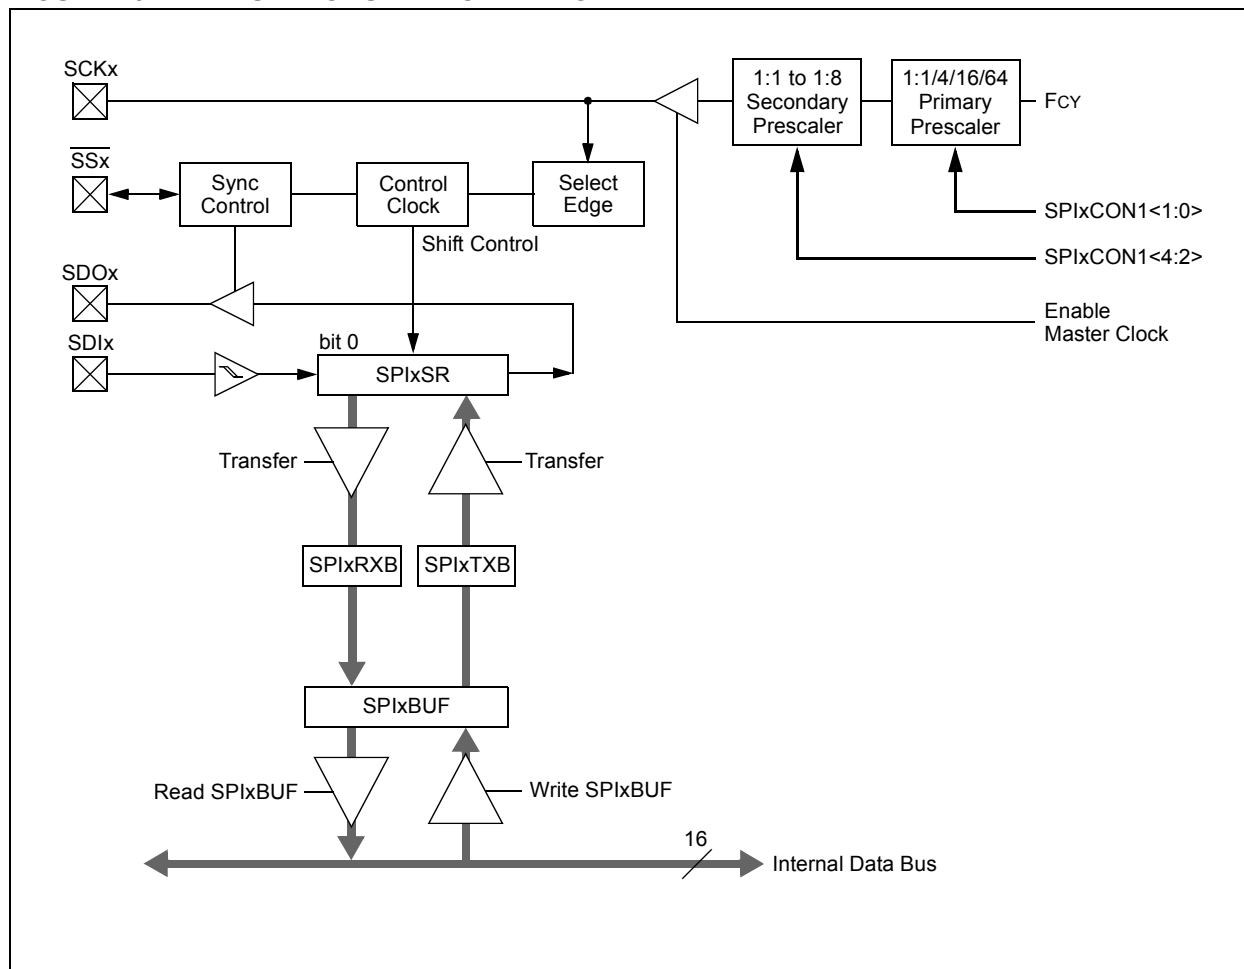 SCKx
1:1 to 1:8
Secondary
Prescaler
1:1/4/16/64
Primary
Prescaler
FCY
SSx
Sync
Control
Control
Clock
Select
Edge
SPIxCON1<1:0>
Shift Control
SPIxCON1<4:2>
SDOx
Enable
Master Clock
SDIx
bit 0
SPIxSR
Transfer
Transfer
SPIxRXB
SPIxTXB
SPIxBUF
Read SPIxBUF
Write SPIxBUF
16
Internal Data Bus